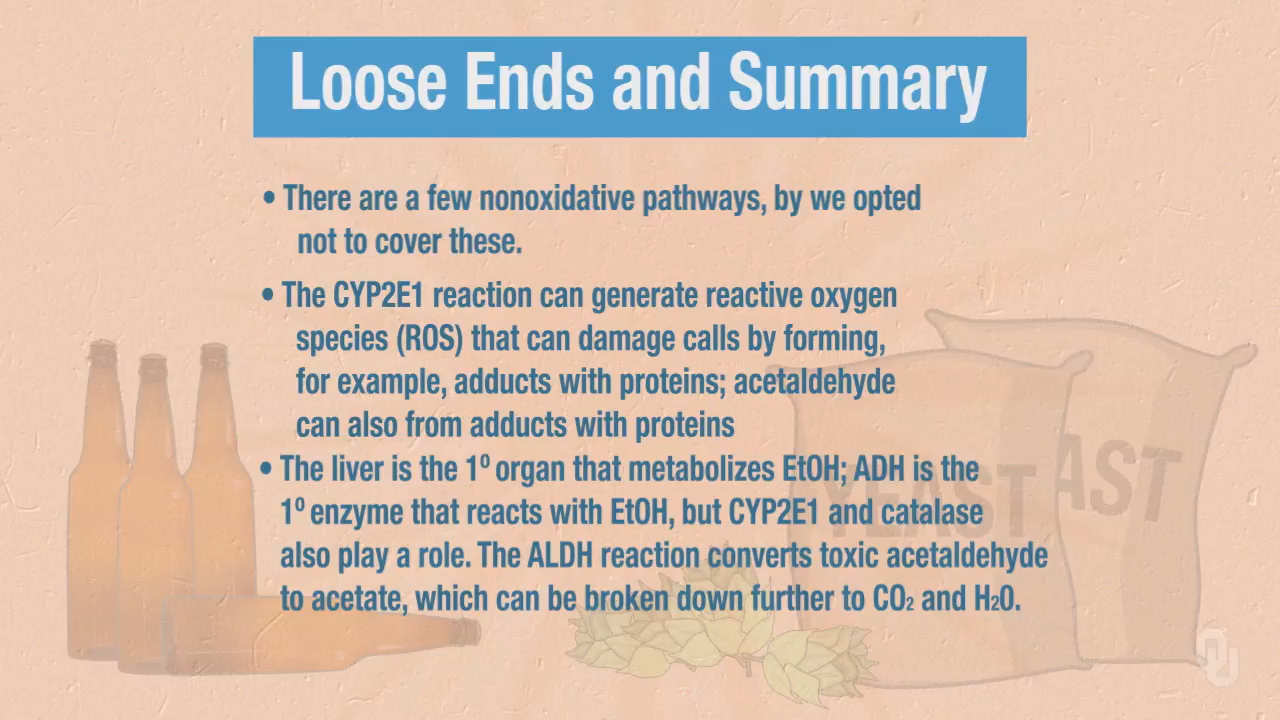 Loose Ends and Summary
• There are a few nonoxidative pathways, by we opted
not to cover these.
• The CYP2E1 reaction can generate reactive oxygen
species (ROS) that can damage calls by forming,
for example, adducts with proteins; acetaldehyde
can also from adducts with proteins
• The liver is the 1º organ that metabolizes EtOH; ADH is the
1º enzyme that reacts with EtOH, but CYP2E1 and catalase
also play a role. The ALDH reaction converts toxic acetaldehyde
to acetate, which can be broken down further to CO₂ and H₂O.
YEAST
AST
OU